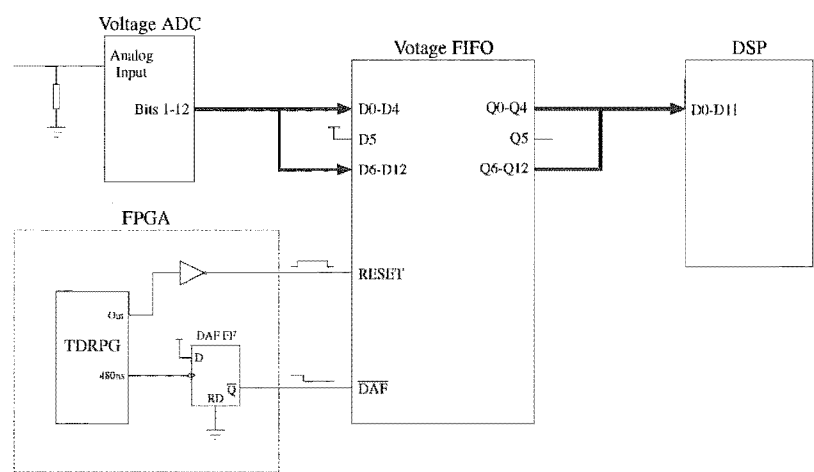 Voltage ADC
Analog
Input
Bits 1-12
Votage FIFO
D0-D4
D5
D6-D12
Q0-Q4
Q5
Q6-Q12
RESET
DAF
DSP
D0-D11
FPGA
TDRPG
Out
480ns
DAF FF
D
Q
RD